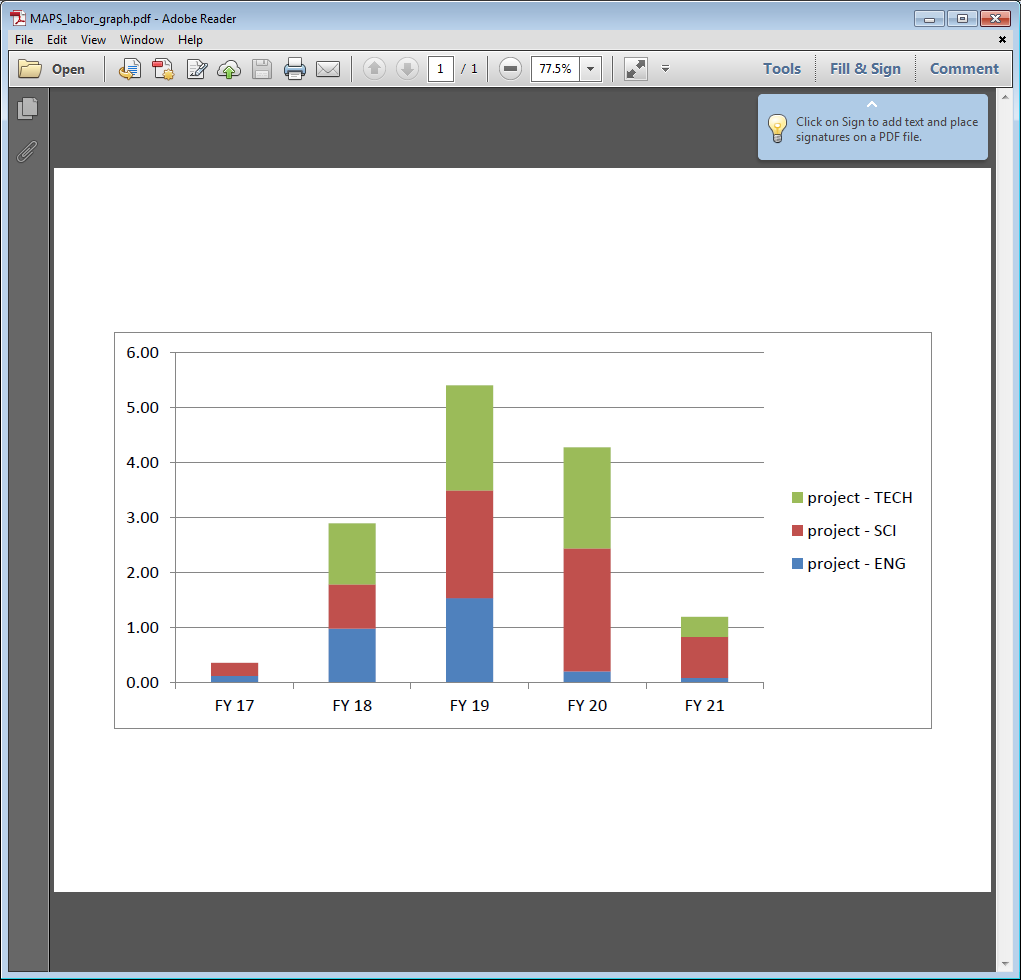 MAPS_labor_graph.pdf - Adobe Reader
File Edit View Window Help
Open 1 / 1 77.5% Tools Fill & Sign Comment
Click on Sign to add text and place
signatures on a PDF file.
6.00
5.00
4.00
3.00
2.00
1.00
0.00
FY 17 FY 18 FY 19 FY 20 FY 21
project - TECH
project - SCI
project - ENG